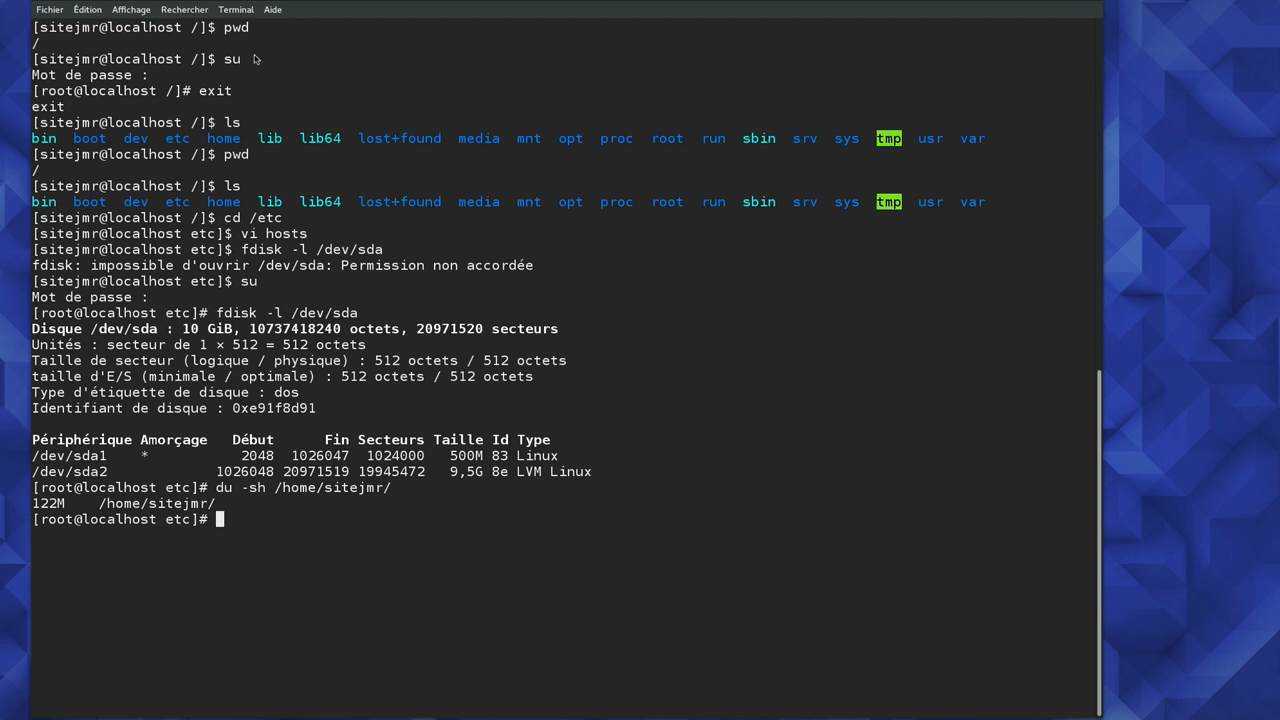 Fichier Édition Affichage Rechercher Terminal Aide
[sitejmr@localhost /]$ pwd
/
[sitejmr@localhost /]$ su
Mot de passe :
[root@localhost /]# exit
exit
[sitejmr@localhost /]$ ls
bin boot dev etc home lib lib64 lost+found media mnt opt proc root run sbin srv sys tmp usr var
[sitejmr@localhost /]$ pwd
/
[sitejmr@localhost /]$ ls
bin boot dev etc home lib lib64 lost+found media mnt opt proc root run sbin srv sys tmp usr var
[sitejmr@localhost /]$ cd /etc
[sitejmr@localhost etc]$ vi hosts
[sitejmr@localhost etc]$ fdisk -l /dev/sda
fdisk: impossible d'ouvrir /dev/sda: Permission non accordée
[sitejmr@localhost etc]$ su
Mot de passe :
[root@localhost etc]# fdisk -l /dev/sda
Disque /dev/sda : 10 GiB, 10737418240 octets, 20971520 secteurs
Unités : secteur de 1 × 512 = 512 octets
Taille de secteur (logique / physique) : 512 octets / 512 octets
taille d'E/S (minimale / optimale) : 512 octets / 512 octets
Type d'étiquette de disque : dos
Identifiant de disque : 0xe91f8d91
Périphérique Amorçage Début Fin Secteurs Taille Id Type
/dev/sda1 * 2048 1026047 1024000 500M 83 Linux
/dev/sda2 1026048 20971519 19945472 9,5G 8e LVM Linux
[root@localhost etc]# du -sh /home/sitejmr/
122M /home/sitejmr/
[root@localhost etc]#